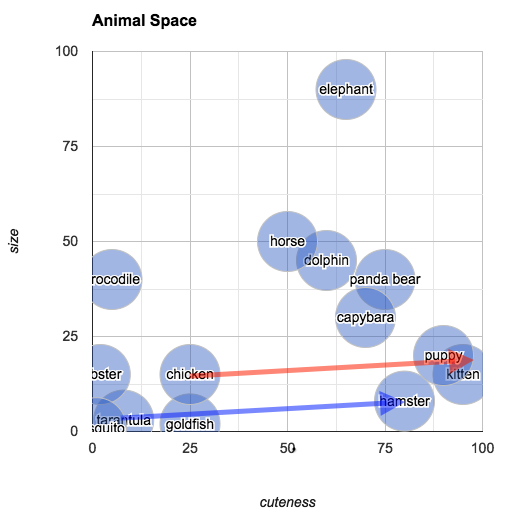 Animal Space
100
elephant
75
size
50
horse
dolphin
rocodile
panda bear
capybara
25
puppy
bster
chicken
kitten
hamster
tarantula
squito
goldfish
0
0
25
50
75
100
cuteness